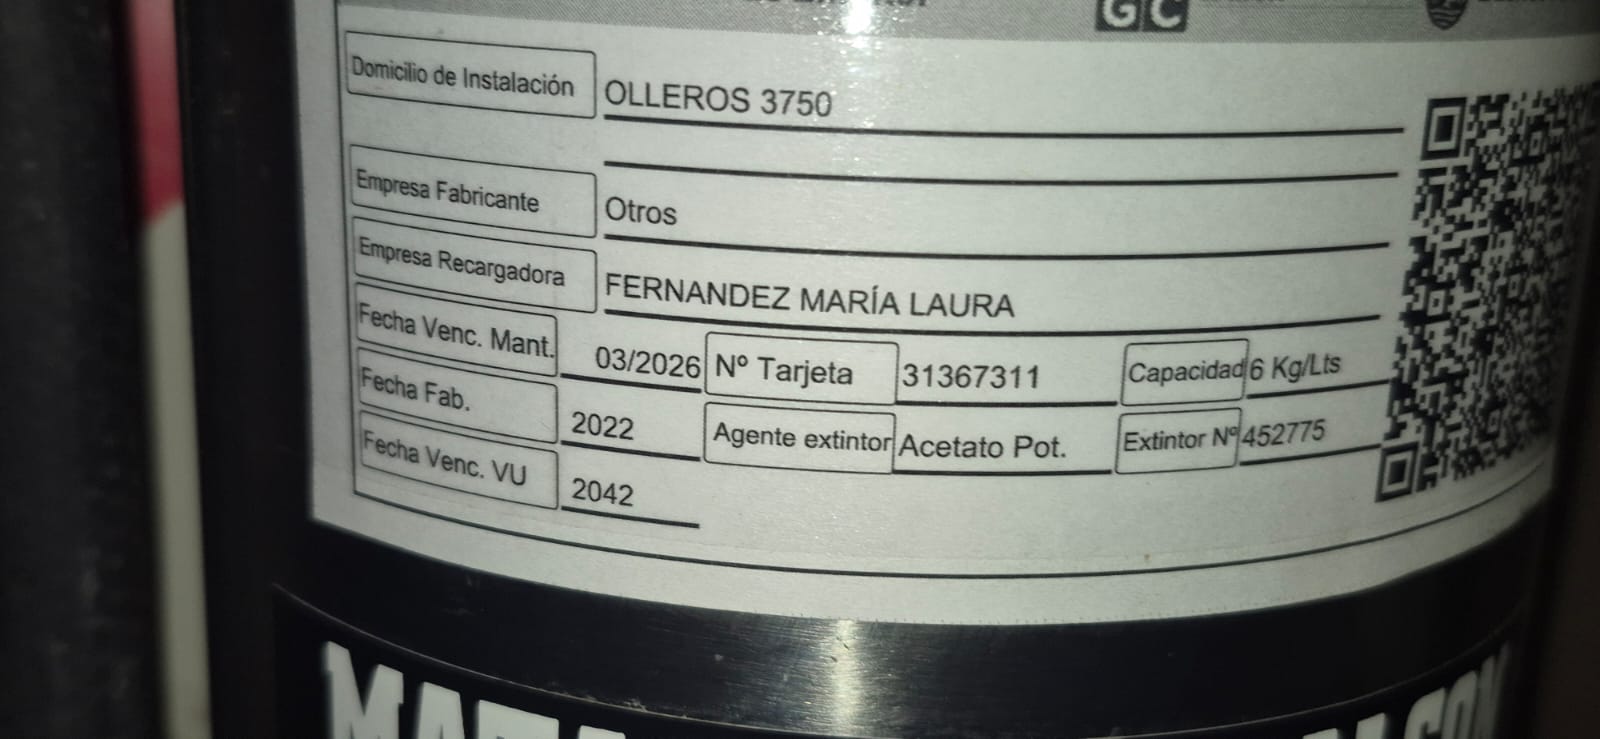 GC
Domicilio de Instalación OLLEROS 3750
Empresa Fabricante Otros
Empresa Recargadora FERNANDEZ MARÍA LAURA
Fecha Venc. Mant. 03/2026 Nº Tarjeta 31367311 Capacidad 6 Kg/Lts
Fecha Fab. 2022 Agente extintor Acetato Pot. Extintor Nº 452775
Fecha Venc. VU 2042